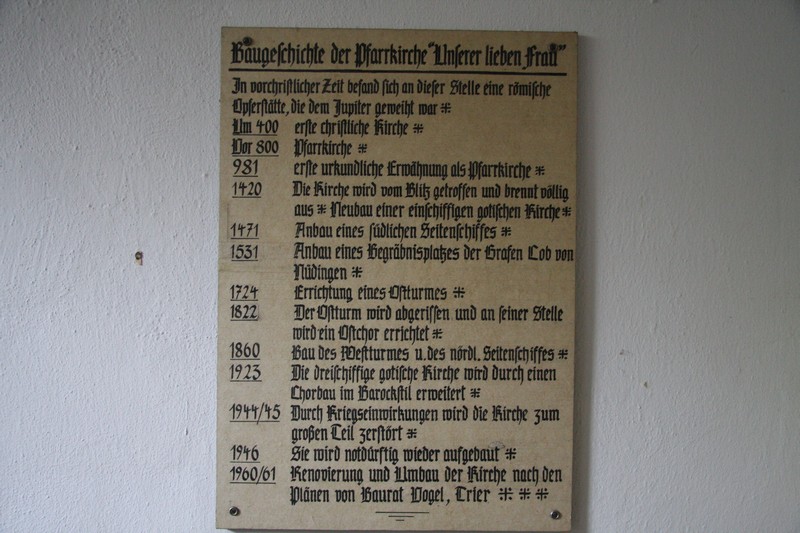 Baugeschichte der Pfarrkirche "Unserer lieben Frau"
In vorchristlicher Zeit befand sich an dieser Stelle eine römische
Opferstätte, die dem Jupiter geweiht war *
Um 400 erste christliche Kirche *
Vor 800 Pfarrkirche *
981 erste urkundliche Erwähnung als Pfarrkirche *
1420 Die Kirche wird vom Blitz getroffen und brennt völlig
aus * Neubau einer einschiffigen gotischen Kirche *
1471 Anbau eines südlichen Seitenschiffes *
1531 Anbau eines Begräbnisplatzes der Grafen Cob von
Nüdingen *
1724 Errichtung eines Ostturmes *
1822 Der Ostturm wird abgerissen und an seiner Stelle
wird ein Ostchor errichtet *
1860 Bau des Westturmes u. des nördl. Seitenschiffes *
1923 Die dreischiffige gotische Kirche wird durch einen
Chorbau im Barockstil erweitert *
1944/45 Durch Kriegseinwirkungen wird die Kirche zum
großen Teil zerstört *
1946 Sie wird notdürftig wieder aufgebaut *
1960/61 Renovierung und Umbau der Kirche nach den
Plänen von Baurat Vogel, Trier * * *